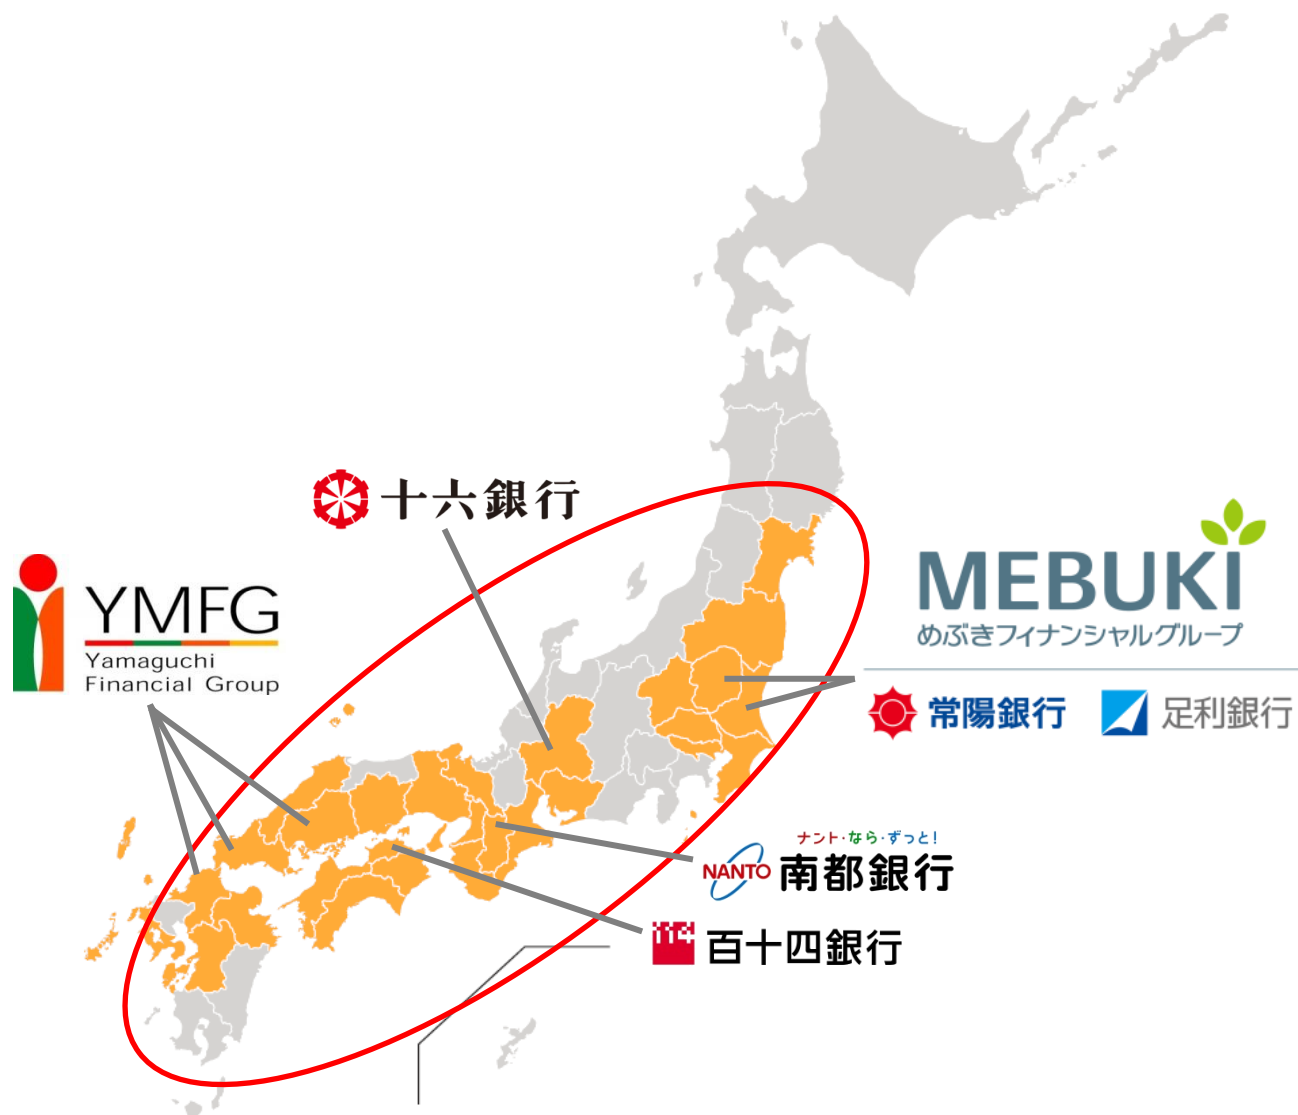 十六銀行
YMFG
Yamaguchi
Financial Group
MEBUKI
めぶきフィナンシャルグループ
常陽銀行
足利銀行
ナント・なら・ずっと!
NANTO 南都銀行
114 百十四銀行